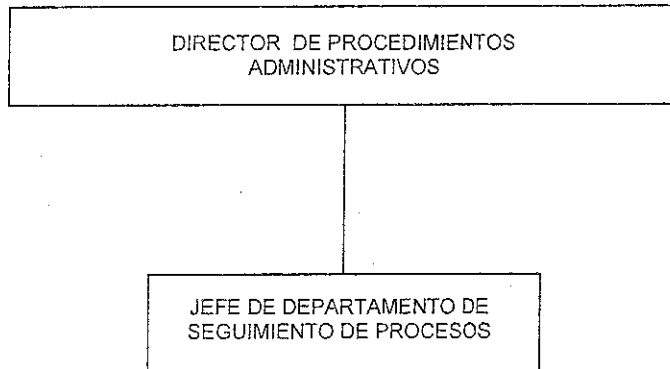 DIRECTOR DE PROCEDIMIENTOS
ADMINISTRATIVOS
JEFE DE DEPARTAMENTO DE
SEGUIMIENTO DE PROCESOS